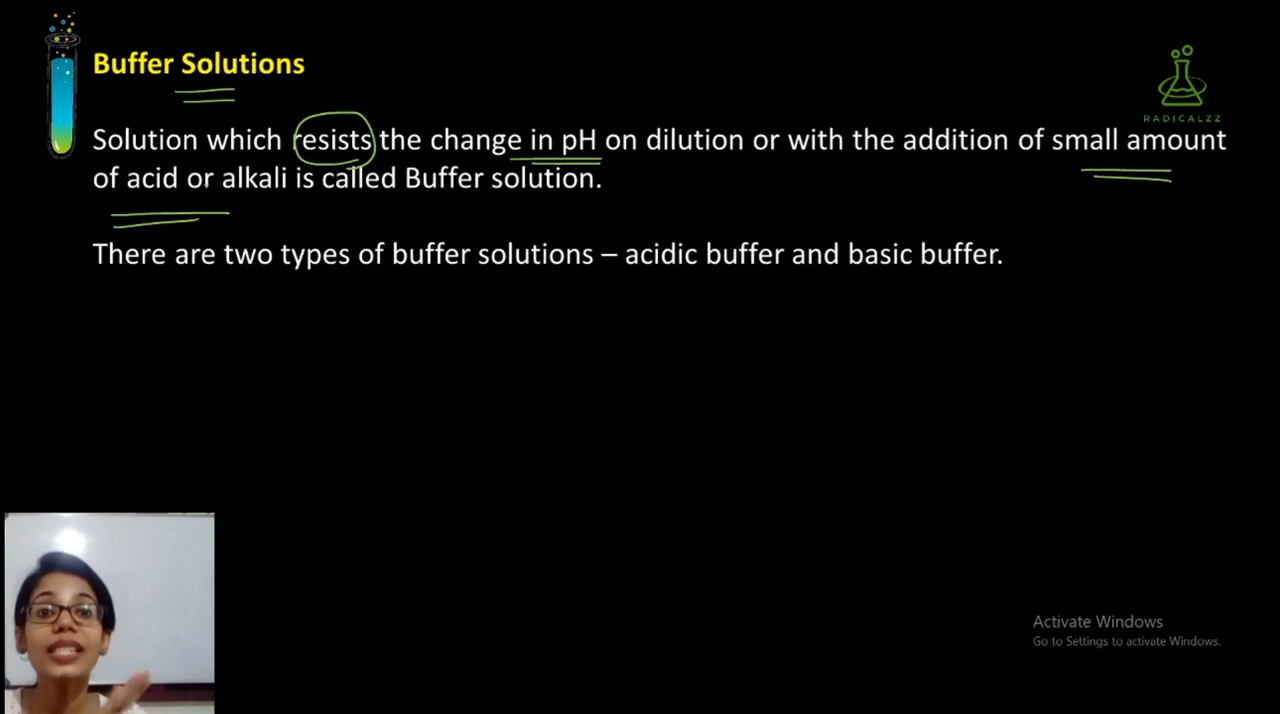 Buffer Solutions
RADICALZZ
Solution which resists the change in pH on dilution or with the addition of small amount
of acid or alkali is called Buffer solution.
There are two types of buffer solutions – acidic buffer and basic buffer.
Activate Windows
Go to Settings to activate Windows.